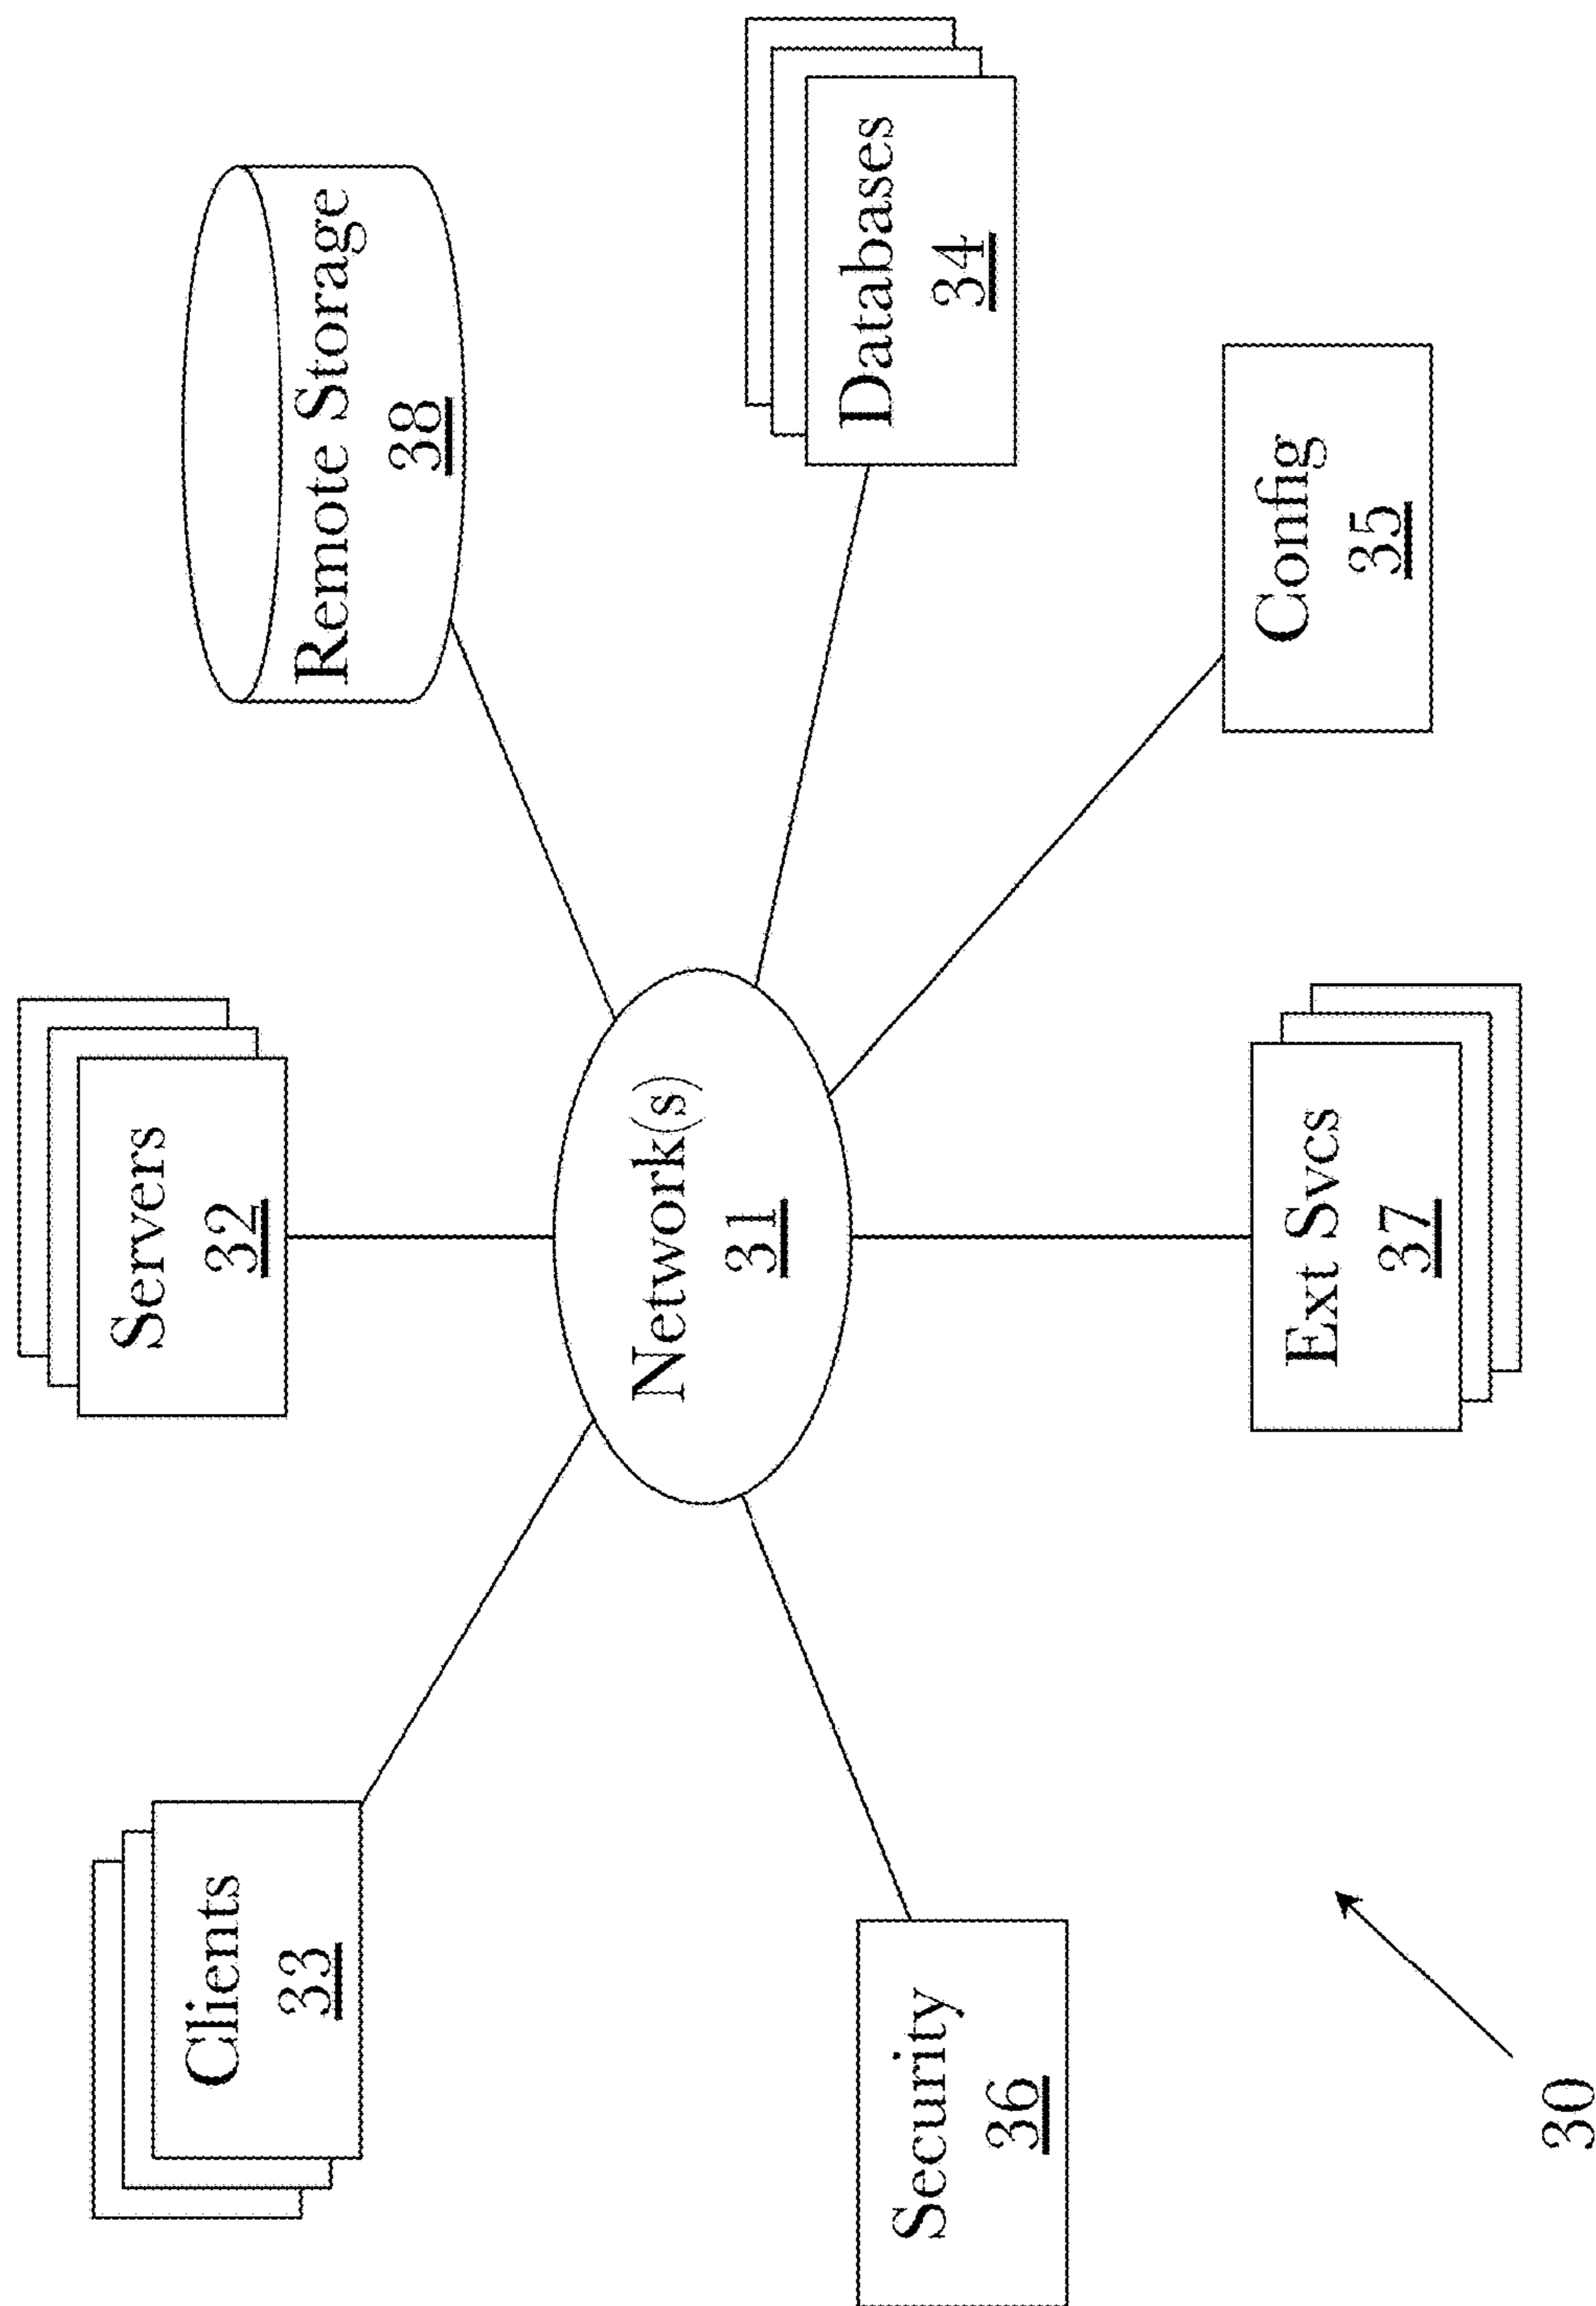 Servers
32
Clients
33
Remote Storage
38
Network(s)
31
Databases
34
Security
36
Ext Svcs
37
Config
35
30